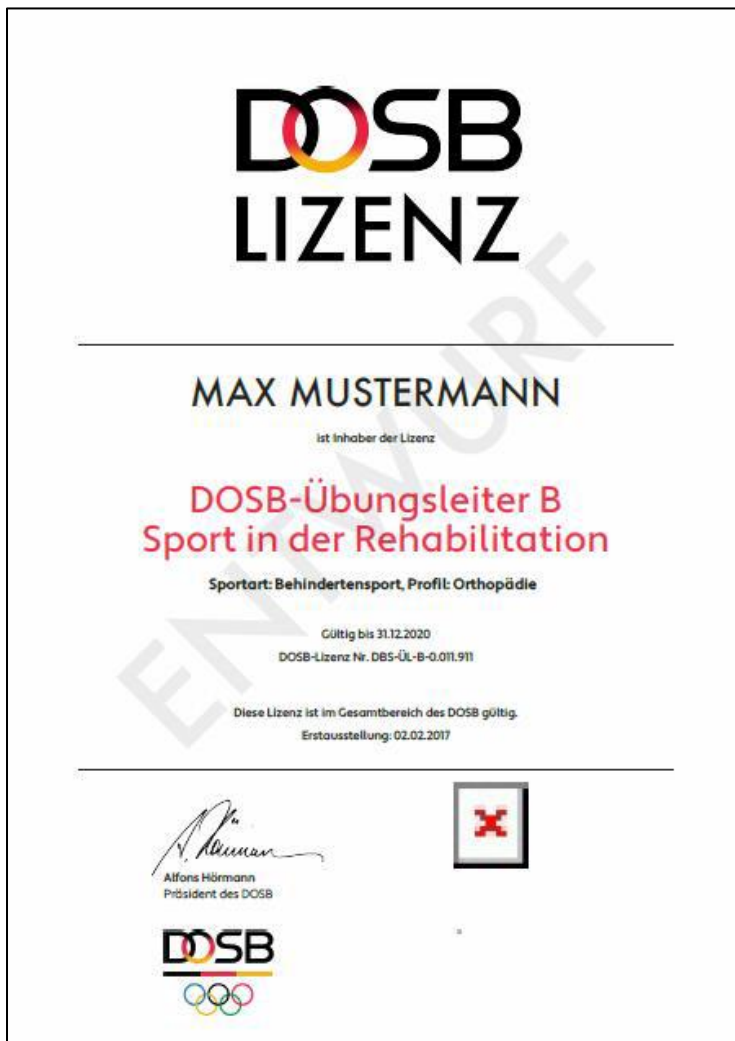 DOSB
LIZENZ
ENTWURF
MAX MUSTERMANN
ist Inhaber der Lizenz
DOSB-Übungsleiter B
Sport in der Rehabilitation
Sportart: Behindertensport, Profil: Orthopädie
Gültig bis 31.12.2020
DOSB-Lizenz Nr. DBS-ÜL-B-0.011.911
Diese Lizenz ist im Gesamtbereich des DOSB gültig.
Erstausstellung: 02.02.2017
Alfons Hörmann
Präsident des DOSB
DOSB